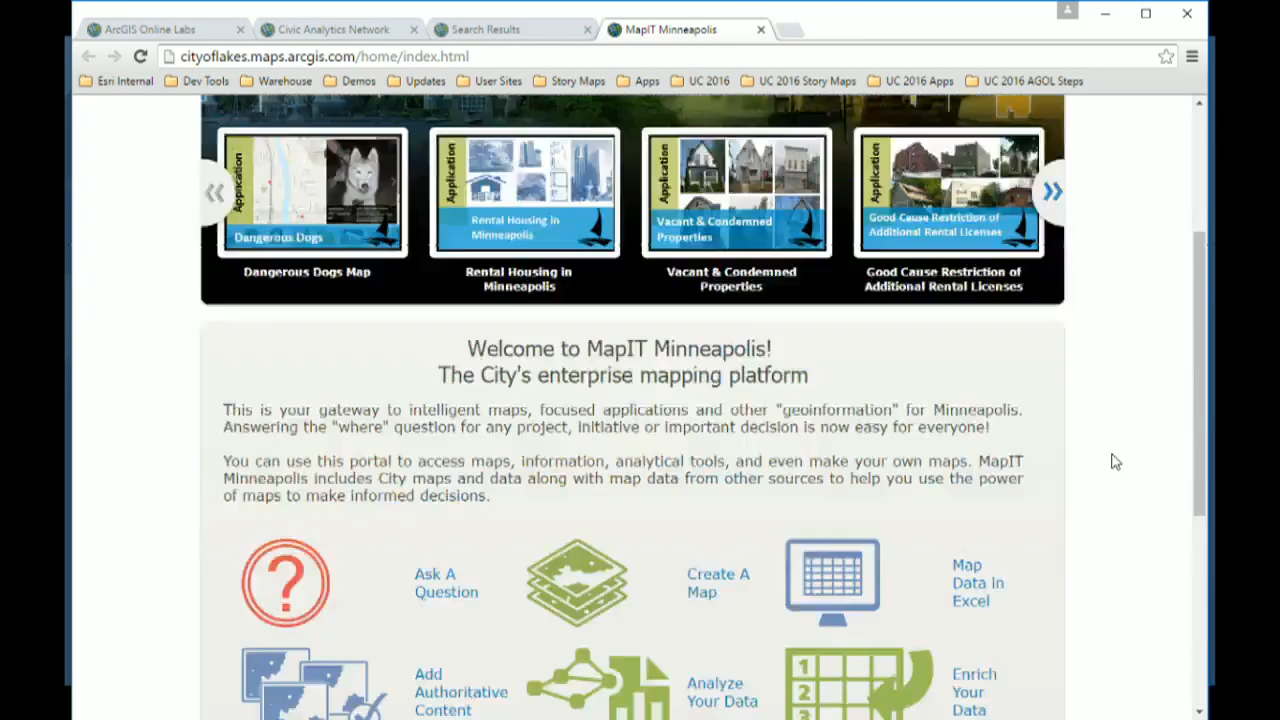 ArcGIS Online Labs
Civic Analytics Network
Search Results
MapIT Minneapolis
cityoflakes.maps.arcgis.com/home/index.html
Esri Internal
Dev Tools
Warehouse
Demos
Updates
User Sites
Story Maps
Apps
UC 2016
UC 2016 Story Maps
UC 2016 Apps
UC 2016 AGOL Steps
Application
Dangerous Dogs
Application
Rental Housing in
Minneapolis
Application
Vacant & Condemned
Properties
Application
Good Cause Restriction of
Additional Rental Licenses
Dangerous Dogs Map
Rental Housing in
Minneapolis
Vacant & Condemned
Properties
Good Cause Restriction of
Additional Rental Licenses
Welcome to MapIT Minneapolis!
The City's enterprise mapping platform
This is your gateway to intelligent maps, focused applications and other "geoinformation" for Minneapolis.
Answering the "where" question for any project, initiative or important decision is now easy for everyone!
You can use this portal to access maps, information, analytical tools, and even make your own maps. MapIT
Minneapolis includes City maps and data along with map data from other sources to help you use the power
of maps to make informed decisions.
?
Ask A
Question
Create A
Map
Map
Data in
Excel
Add
Authoritative
Content
Analyze
Your Data
1
2
3
Enrich
Your
Data